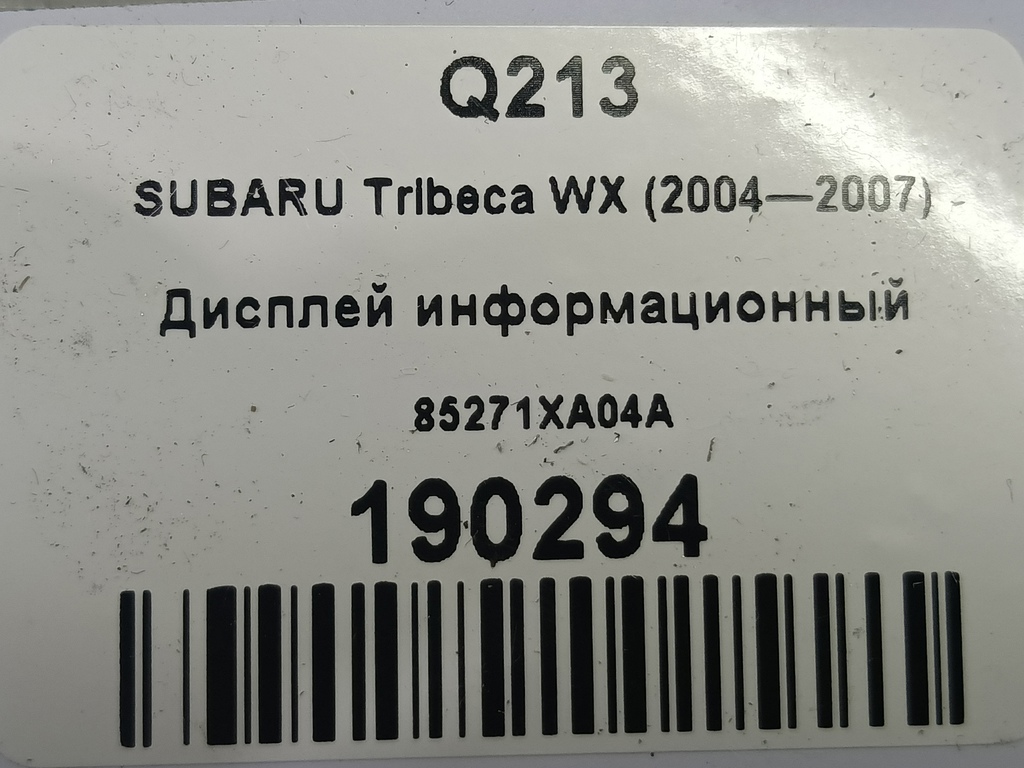 Q213
SUBARU Tribeca WX (2004—2007)
Дисплей информационный
85271XA04A
190294